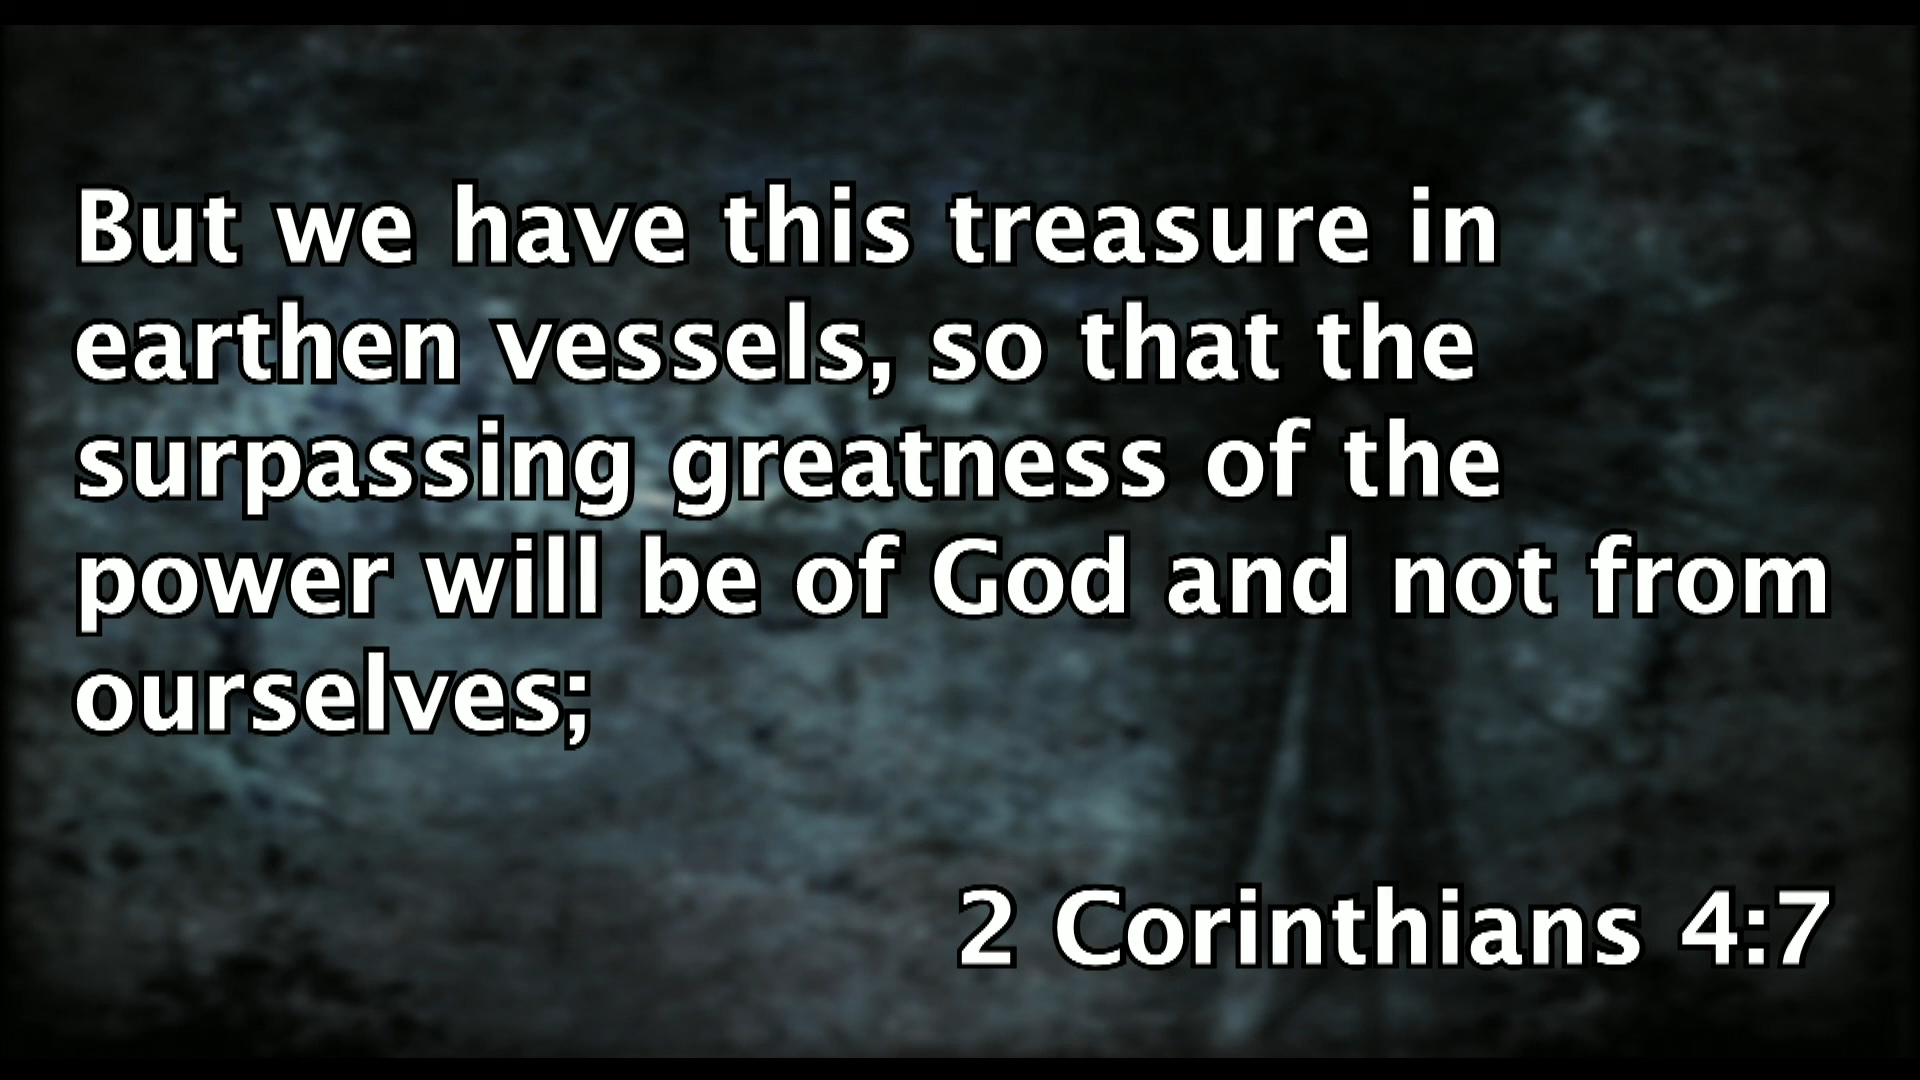 But we have this treasure in
earthen vessels, so that the
surpassing greatness of the
power will be of God and not from
ourselves;
2 Corinthians 4:7